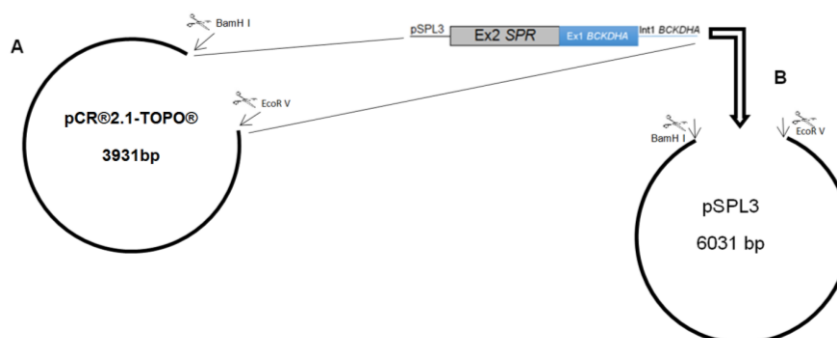 A
BamH I
pSPL3
Ex2 SPR
Ex1 BCKDHA
Int1 BCKDHA
B
EcoR V
pCR®2.1-TOPO®
3931bp
BamH I
EcoR V
pSPL3
6031 bp